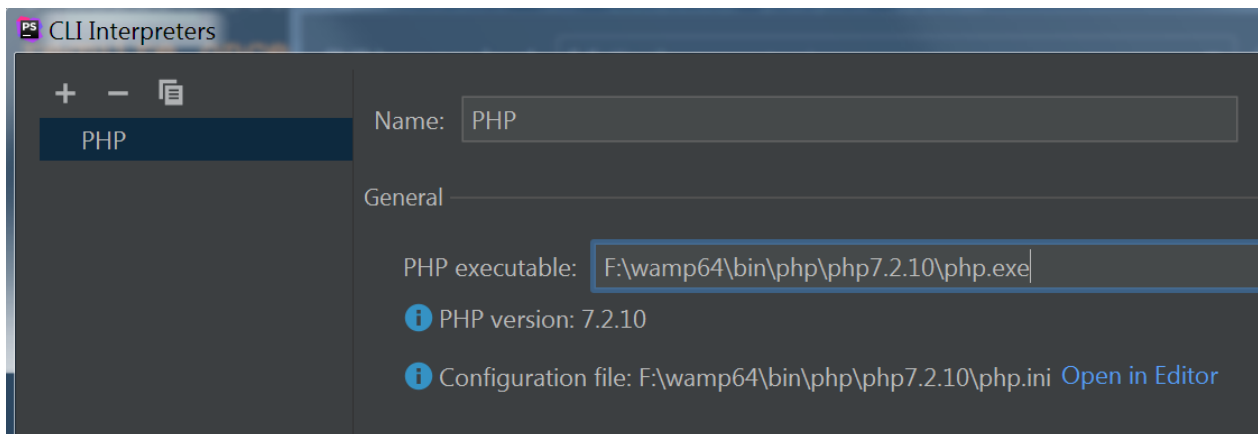 PS CLI Interpreters
PHP
Name: PHP
General
PHP executable: F:\wamp64\bin\php\php7.2.10\php.exe
PHP version: 7.2.10
Configuration file: F:\wamp64\bin\php\php7.2.10\php.ini Open in Editor